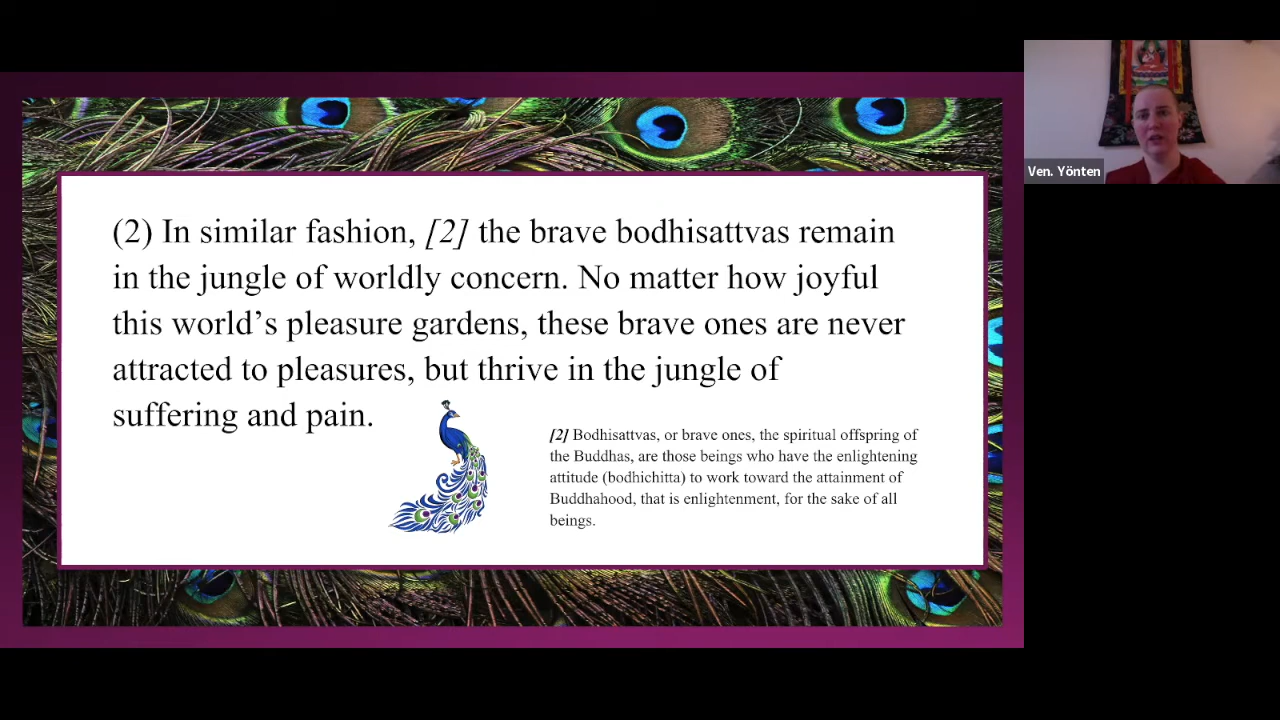 (2) In similar fashion, [2] the brave bodhisattvas remain
in the jungle of worldly concern. No matter how joyful
this world’s pleasure gardens, these brave ones are never
attracted to pleasures, but thrive in the jungle of
suffering and pain.
[2] Bodhisattvas, or brave ones, the spiritual offspring of
the Buddhas, are those beings who have the enlightening
attitude (bodhichitta) to work toward the attainment of
Buddhahood, that is enlightenment, for the sake of all
beings.
Ven. Yönten